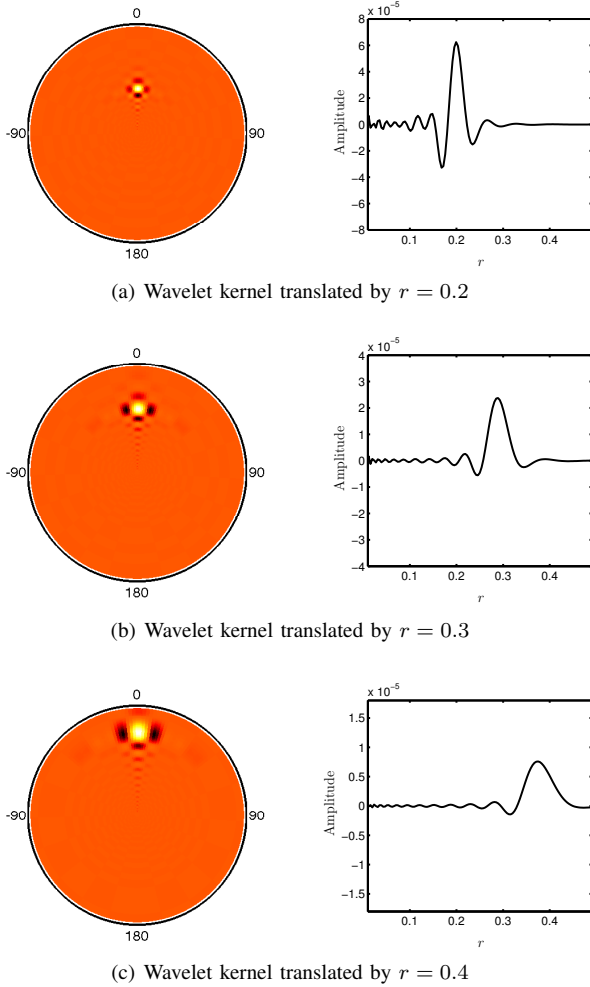 0
-90
90
180
x 10⁻⁵
8
6
4
2
0
−2
−4
−6
−8
Amplitude
0.1 0.2 0.3 0.4
r
(a) Wavelet kernel translated by r = 0.2
0
-90
90
180
x 10⁻⁵
4
3
2
1
0
−1
−2
−3
−4
Amplitude
0.1 0.2 0.3 0.4
r
(b) Wavelet kernel translated by r = 0.3
0
-90
90
180
x 10⁻⁵
1.5
1
0.5
0
−0.5
−1
−1.5
Amplitude
0.1 0.2 0.3 0.4
r
(c) Wavelet kernel translated by r = 0.4